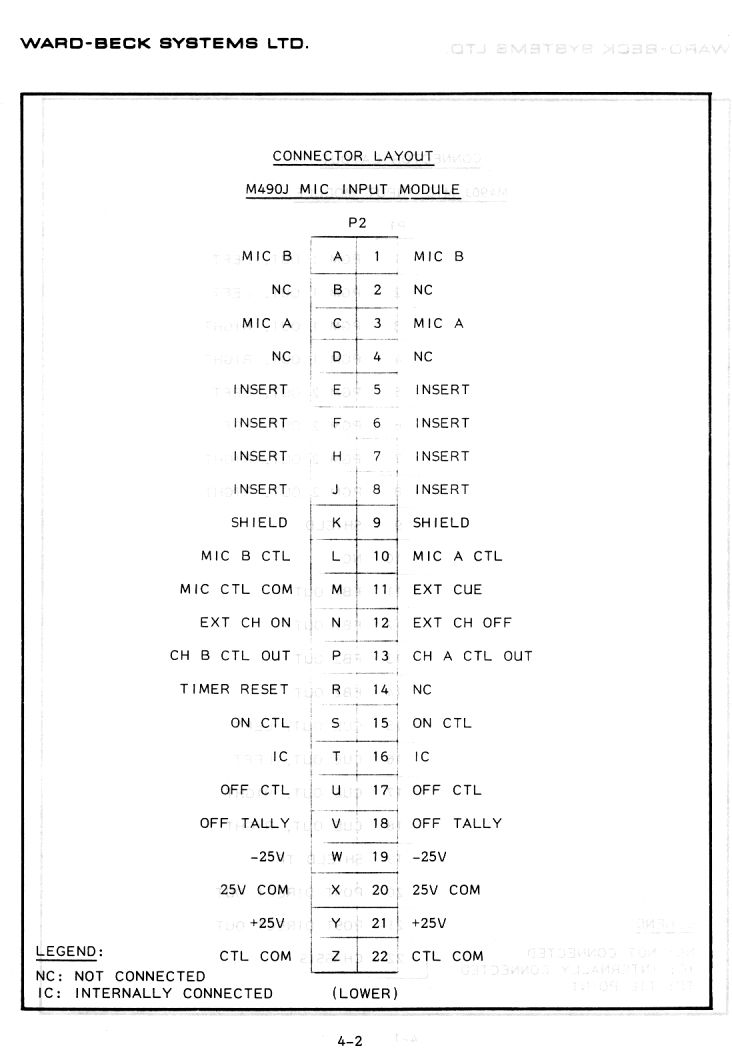 WARD-BECK SYSTEMS LTD.
CONNECTOR LAYOUT
M490J MIC INPUT MODULE
P2
MIC B A 1 MIC B
NC B 2 NC
MIC A C 3 MIC A
NC D 4 NC
INSERT E 5 INSERT
INSERT F 6 INSERT
INSERT H 7 INSERT
INSERT J 8 INSERT
SHIELD K 9 SHIELD
MIC B CTL L 10 MIC A CTL
MIC CTL COM M 11 EXT CUE
EXT CH ON N 12 EXT CH OFF
CH B CTL OUT P 13 CH A CTL OUT
TIMER RESET R 14 NC
ON CTL S 15 ON CTL
IC T 16 IC
OFF CTL U 17 OFF CTL
OFF TALLY V 18 OFF TALLY
-25V W 19 -25V
25V COM X 20 25V COM
+25V Y 21 +25V
CTL COM Z 22 CTL COM
LEGEND:
NC: NOT CONNECTED
IC: INTERNALLY CONNECTED
(LOWER)
4-2